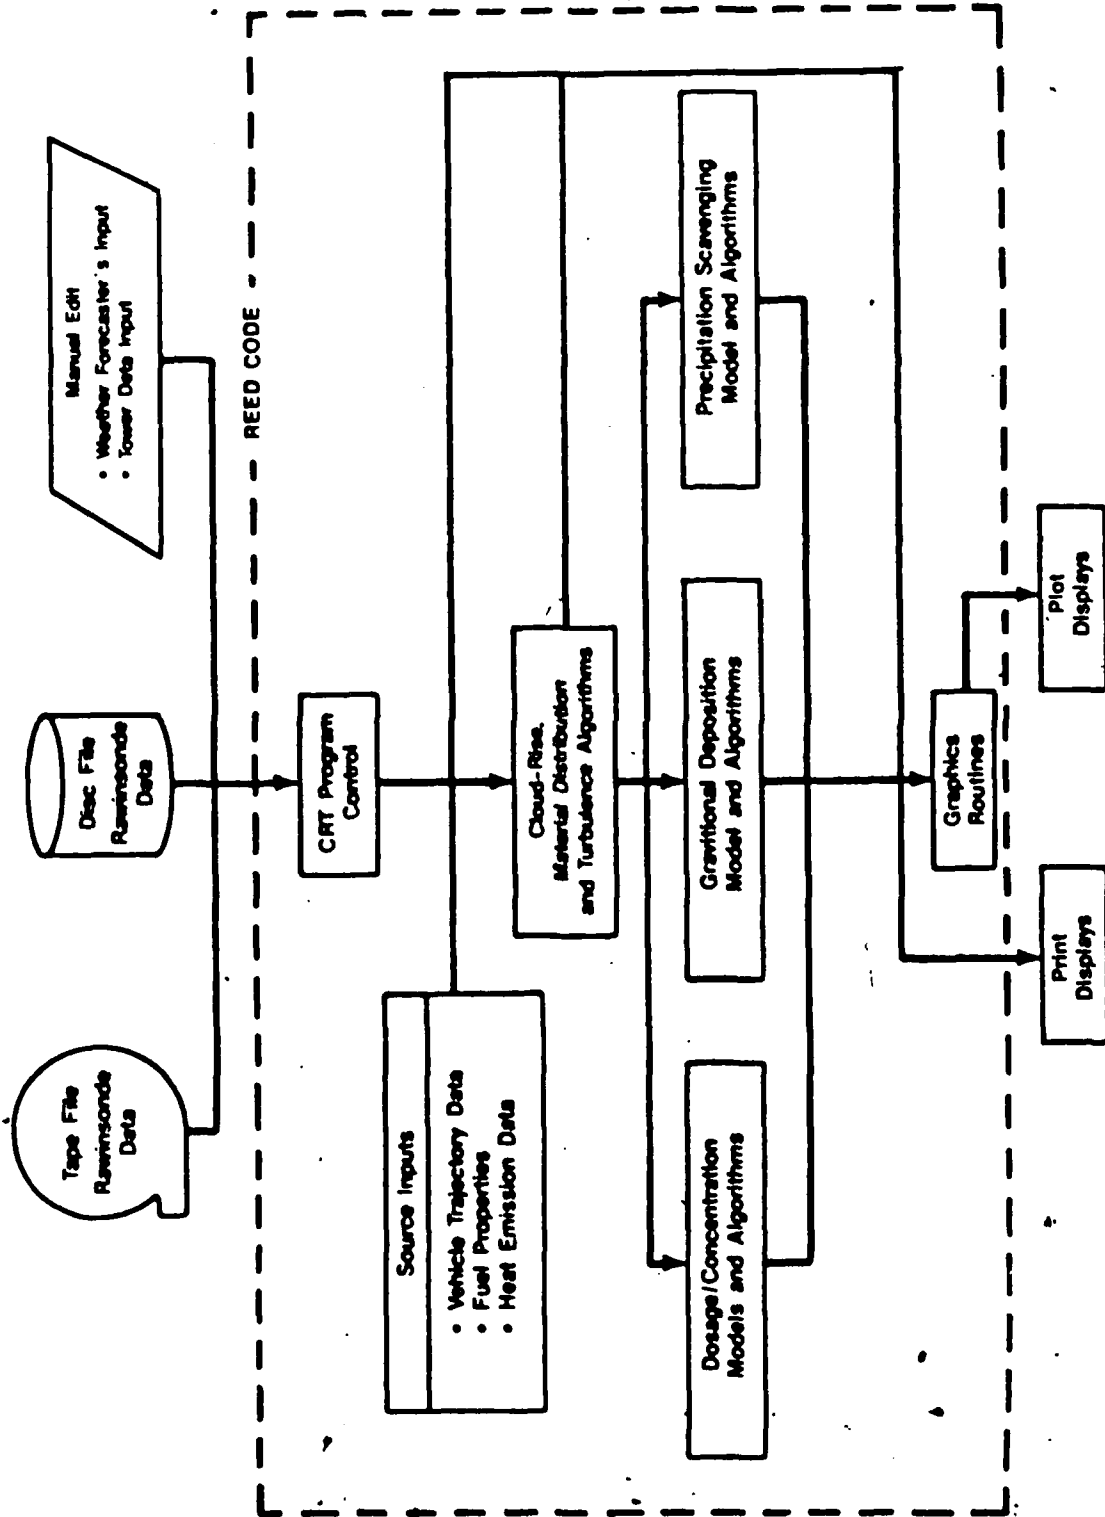 Tape File
Rawinsonde
Data
Disc File
Rawinsonde
Data
Manual Edit
• Weather Forecaster's Input
• Tower Data Input
REED CODE
CRT Program
Control
Source Inputs
• Vehicle Trajectory Data
• Fuel Properties
• Heat Emission Data
Cloud-Rise,
Material Distribution
and Turbulence Algorithms
Dosage/Concentration
Models and Algorithms
Gravitional Deposition
Model and Algorithms
Precipitation Scavenging
Model and Algorithms
Graphics
Routines
Print
Displays
Plot
Displays